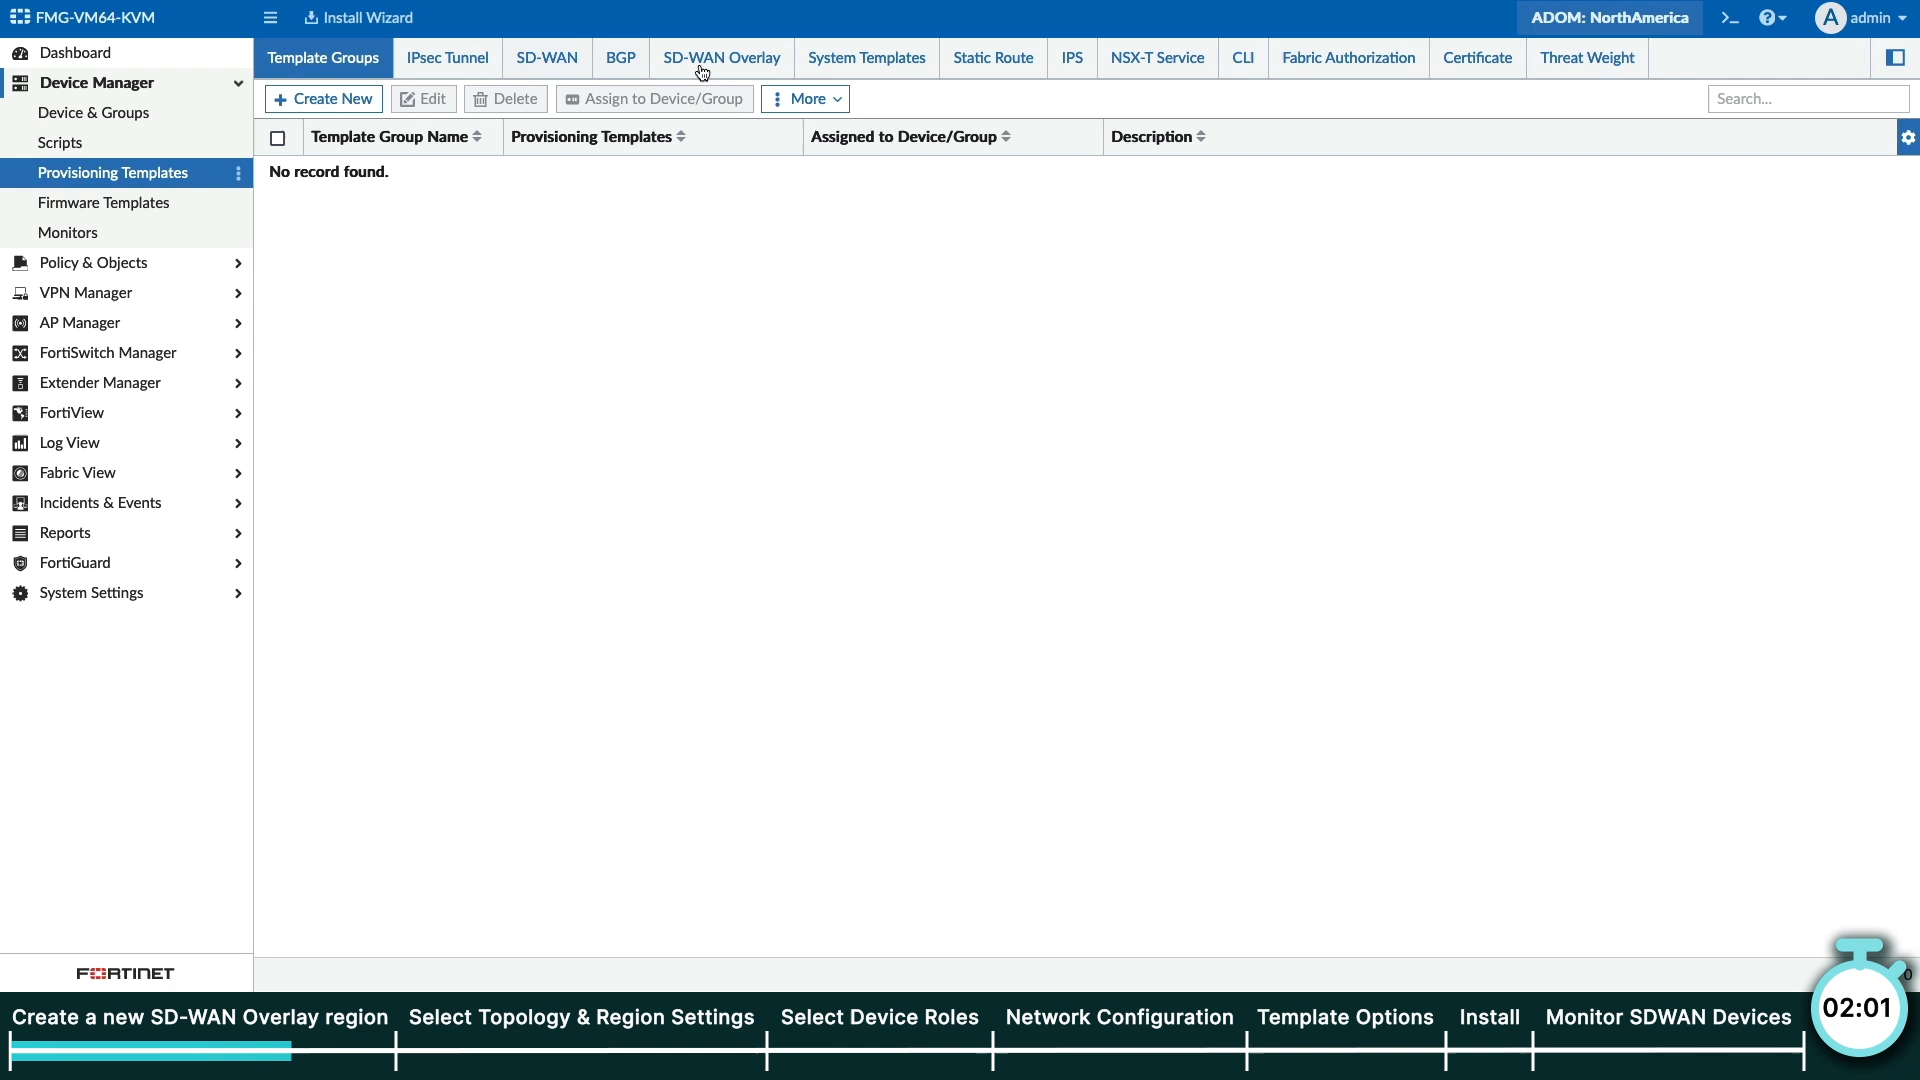 FMG-VM64-KVM
Install Wizard
ADOM: NorthAmerica
>_
?
A
admin
Dashboard
Device Manager
Device & Groups
Scripts
Provisioning Templates
Firmware Templates
Monitors
Policy & Objects
VPN Manager
AP Manager
FortiSwitch Manager
Extender Manager
FortiView
Log View
Fabric View
Incidents & Events
Reports
FortiGuard
System Settings
FORTINET
Template Groups
IPsec Tunnel
SD-WAN
BGP
SD-WAN Overlay
System Templates
Static Route
IPS
NSX-T Service
CLI
Fabric Authorization
Certificate
Threat Weight
+ Create New
Edit
Delete
Assign to Device/Group
More
Search...
Template Group Name
Provisioning Templates
Assigned to Device/Group
Description
No record found.
0
Create a new SD-WAN Overlay region
Select Topology & Region Settings
Select Device Roles
Network Configuration
Template Options
Install
Monitor SDWAN Devices
02:01